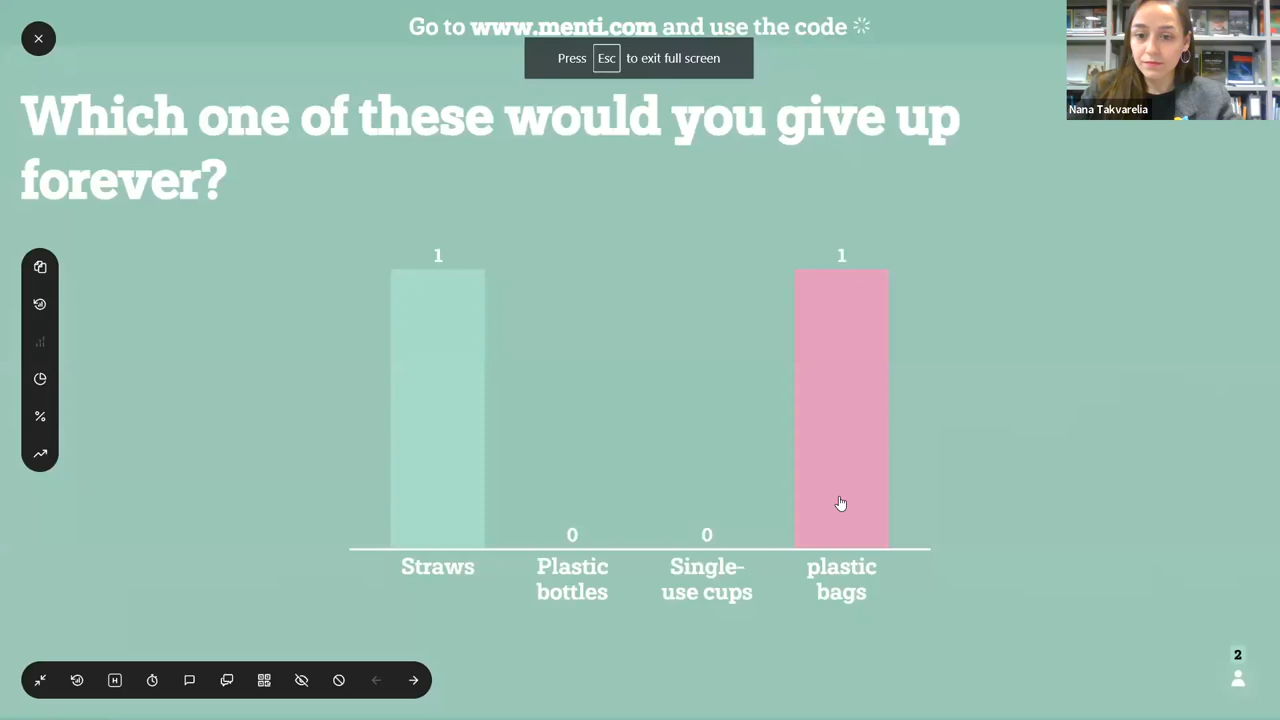 Go to www.menti.com and use the code
Press Esc to exit full screen
Which one of these would you give up
forever?
Nana Takvarelia
1
1
0
0
Straws
Plastic
bottles
Single-
use cups
plastic
bags
H
2